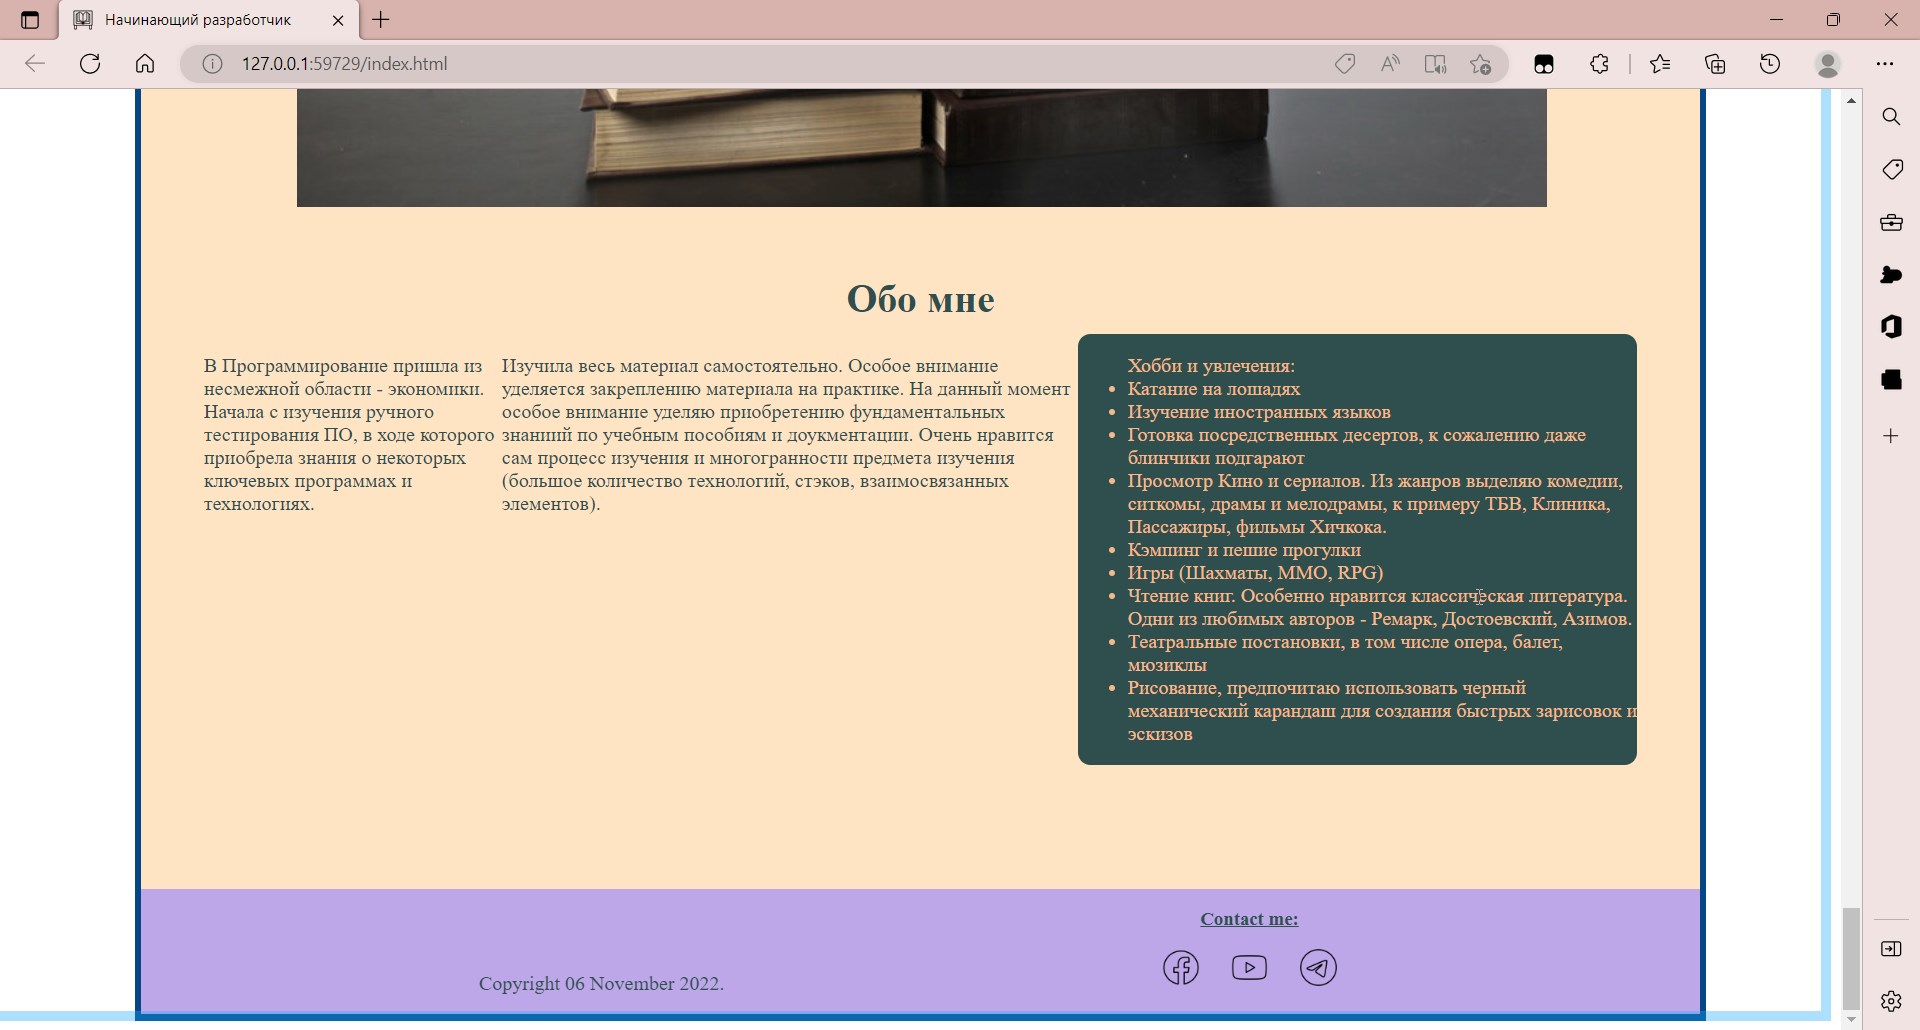 Начинающий разработчик
127.0.0.1:59729/index.html
Обо мне
В Программирование пришла из
несмежной области - экономики.
Начала с изучения ручного
тестирования ПО, в ходе которого
приобрела знания о некоторых
ключевых программах и
технологиях.
Изучила весь материал самостоятельно. Особое внимание
уделяется закреплению материала на практике. На данный момент
особое внимание уделяю приобретению фундаментальных
знаниий по учебным пособиям и доукментации. Очень нравится
сам процесс изучения и многогранности предмета изучения
(большое количество технологий, стэков, взаимосвязанных
элементов).
Хобби и увлечения:
• Катание на лошадях
• Изучение иностранных языков
• Готовка посредственных десертов, к сожалению даже
блинчики подгарают
• Просмотр Кино и сериалов. Из жанров выделяю комедии,
ситкомы, драмы и мелодрамы, к примеру ТБВ, Клиника,
Пассажиры, фильмы Хичкока.
• Кэмпинг и пешие прогулки
• Игры (Шахматы, ММО, RPG)
• Чтение книг. Особенно нравится классическая литература.
Одни из любимых авторов - Ремарк, Достоевский, Азимов.
• Театральные постановки, в том числе опера, балет,
мюзиклы
• Рисование, предпочитаю использовать черный
механический карандаш для создания быстрых зарисовок и
эскизов
Contact me:
Copyright 06 November 2022.